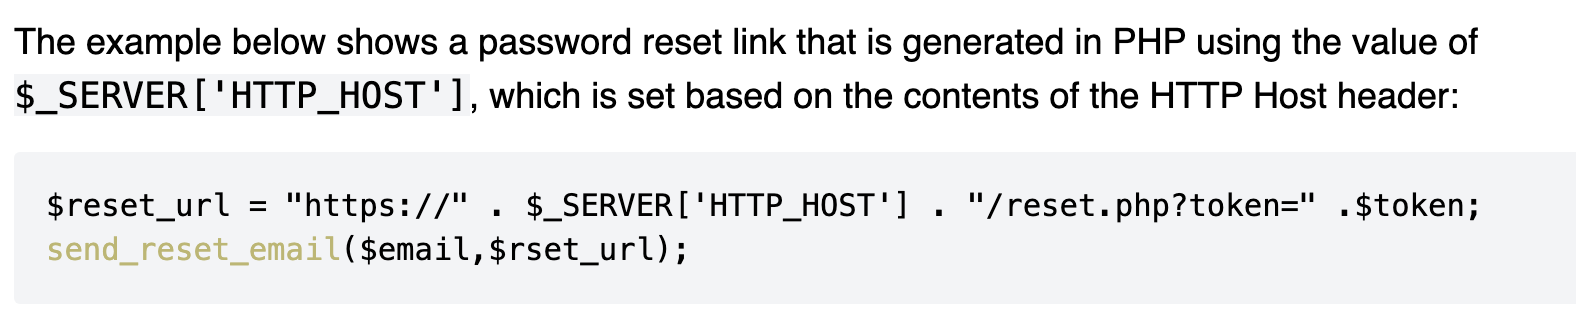 The example below shows a password reset link that is generated in PHP using the value of
$_SERVER['HTTP_HOST'], which is set based on the contents of the HTTP Host header:
$reset_url = "https://" . $_SERVER['HTTP_HOST'] . "/reset.php?token=" .$token;
send_reset_email($email,$rset_url);